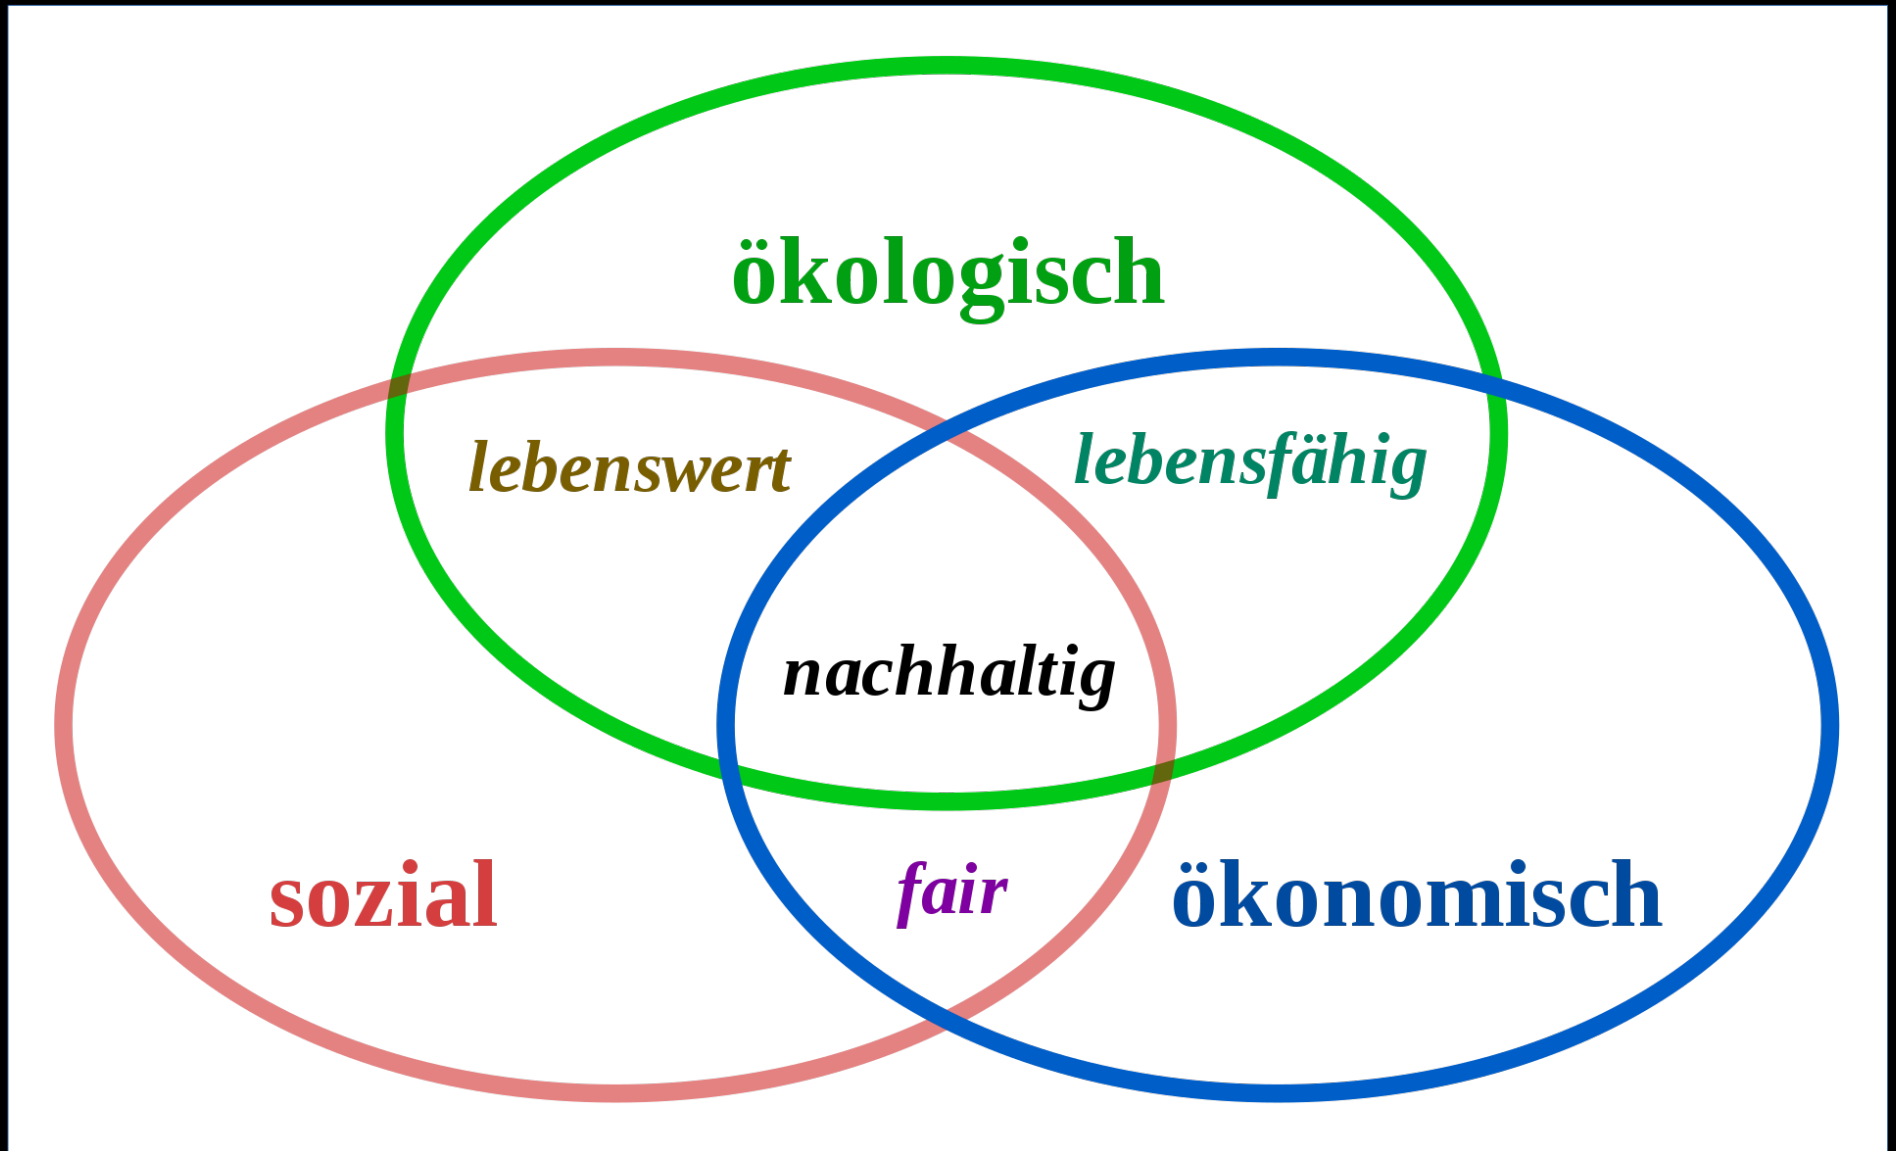 ökologisch
lebenswert
lebensfähig
nachhaltig
sozial
fair
ökonomisch